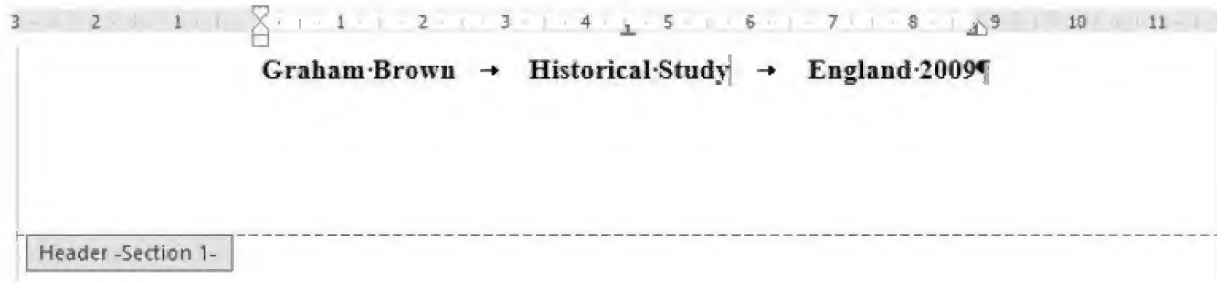 3 2 1 1 2 3 4 5 6 7 8 9 10 11
Graham·Brown → Historical·Study → England·2009¶
Header -Section 1-